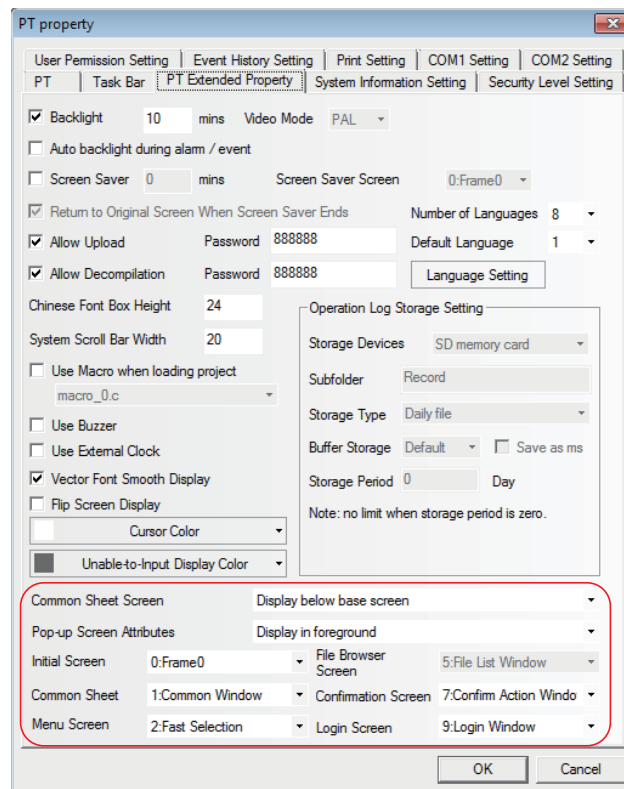 PT property
User Permission Setting Event History Setting Print Setting COM1 Setting COM2 Setting
PT Task Bar PT Extended Property System Information Setting Security Level Setting
Backlight 10 mins Video Mode PAL
Auto backlight during alarm / event
Screen Saver 0 mins Screen Saver Screen 0:Frame0
Return to Original Screen When Screen Saver Ends Number of Languages 8
Allow Upload Password 888888 Default Language 1
Allow Decompilation Password 888888 Language Setting
Chinese Font Box Height 24
Operation Log Storage Setting
System Scroll Bar Width 20
Storage Devices SD memory card
Use Macro when loading project
Subfolder Record
macro_0.c
Storage Type Daily file
Use Buzzer
Use External Clock
Buffer Storage Default Save as ms
Vector Font Smooth Display
Storage Period 0 Day
Flip Screen Display
Note: no limit when storage period is zero.
Cursor Color
Unable-to-Input Display Color
Common Sheet Screen Display below base screen
Pop-up Screen Attributes Display in foreground
Initial Screen 0:Frame0 File Browser Screen 5:File List Window
Common Sheet 1:Common Window Confirmation Screen 7:Confirm Action Windo
Menu Screen 2:Fast Selection Login Screen 9:Login Window
OK Cancel